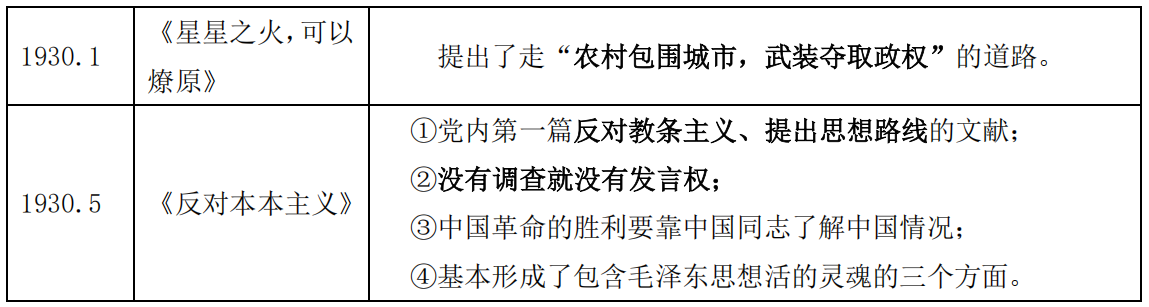 1930.1
《星星之火，可以
燎原》
提出了走“农村包围城市，武装夺取政权”的道路。
1930.5
《反对本本主义》
①党内第一篇反对教条主义、提出思想路线的文献；
②没有调查就没有发言权；
③中国革命的胜利要靠中国同志了解中国情况；
④基本形成了包含毛泽东思想活的灵魂的三个方面。